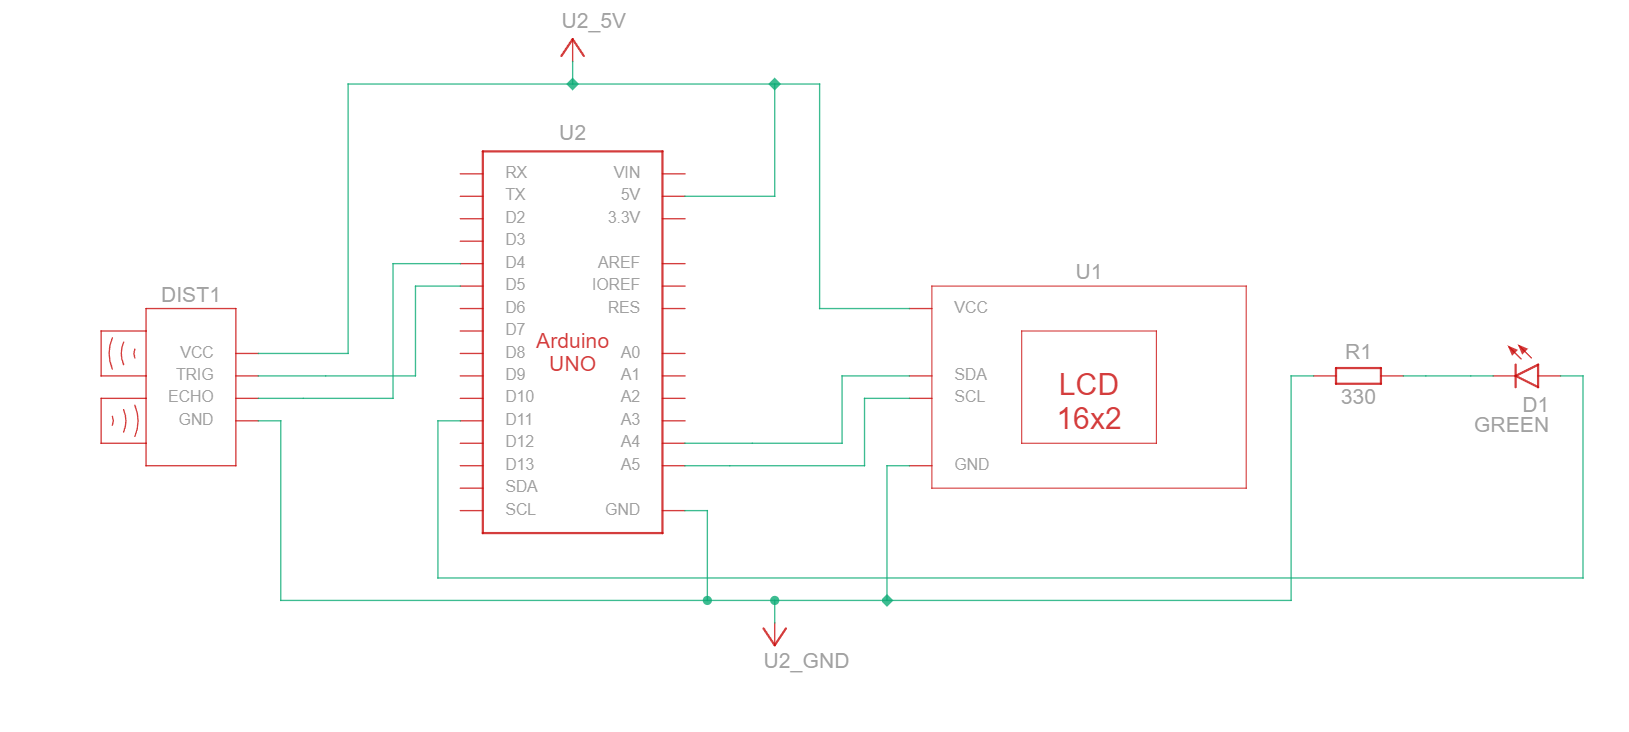 U2_5V
U2
RX
TX
D2
D3
D4
D5
D6
D7
D8
D9
D10
D11
D12
D13
SDA
SCL
Arduino
UNO
VIN
5V
3.3V
AREF
IOREF
RES
A0
A1
A2
A3
A4
A5
GND
DIST1
VCC
TRIG
ECHO
GND
U1
VCC
SDA
SCL
GND
LCD
16x2
R1
330
D1
GREEN
U2_GND